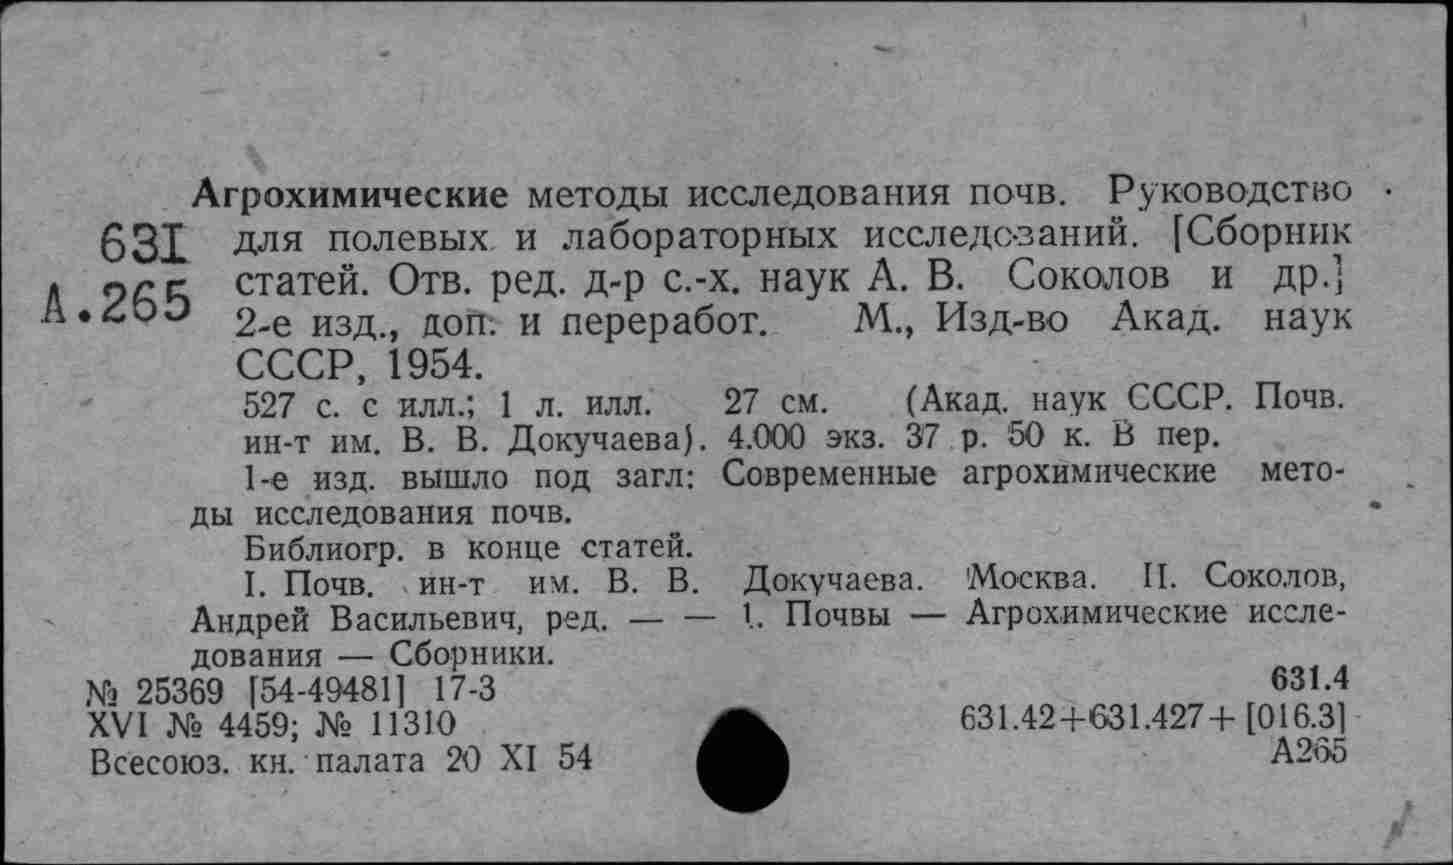 Агрохимические методы исследования почв. Руководство
631 для полевых и лабораторных исследований. [Сборник
А.265 статей. Отв. ред. д-р с.-х. наук А. В. Соколов и др.]
2-е изд., доп. и переработ. М., Изд-во Акад. наук
СССР, 1954.
527 с. с илл.; 1 л. илл. 27 см. (Акад. наук СССР. Почв.
ин-т им. В. В. Докучаева). 4.000 экз. 37 р. 50 к. В пер.
1-е изд. вышло под загл: Современные агрохимические мето-
ды исследования почв.
Библиогр. в конце статей.
I. Почв. ин-т им. В. В. Докучаева. Москва. II. Соколов,
Андрей Васильевич, ред. — — 1. Почвы — Агрохимические иссле-
дования — Сборники.
№ 25369 [54-49481] 17-3 631.4
XVI № 4459; № 11310 631.42+631.427+[016.3]
Всесоюз. кн. палата 20 XI 54 А265